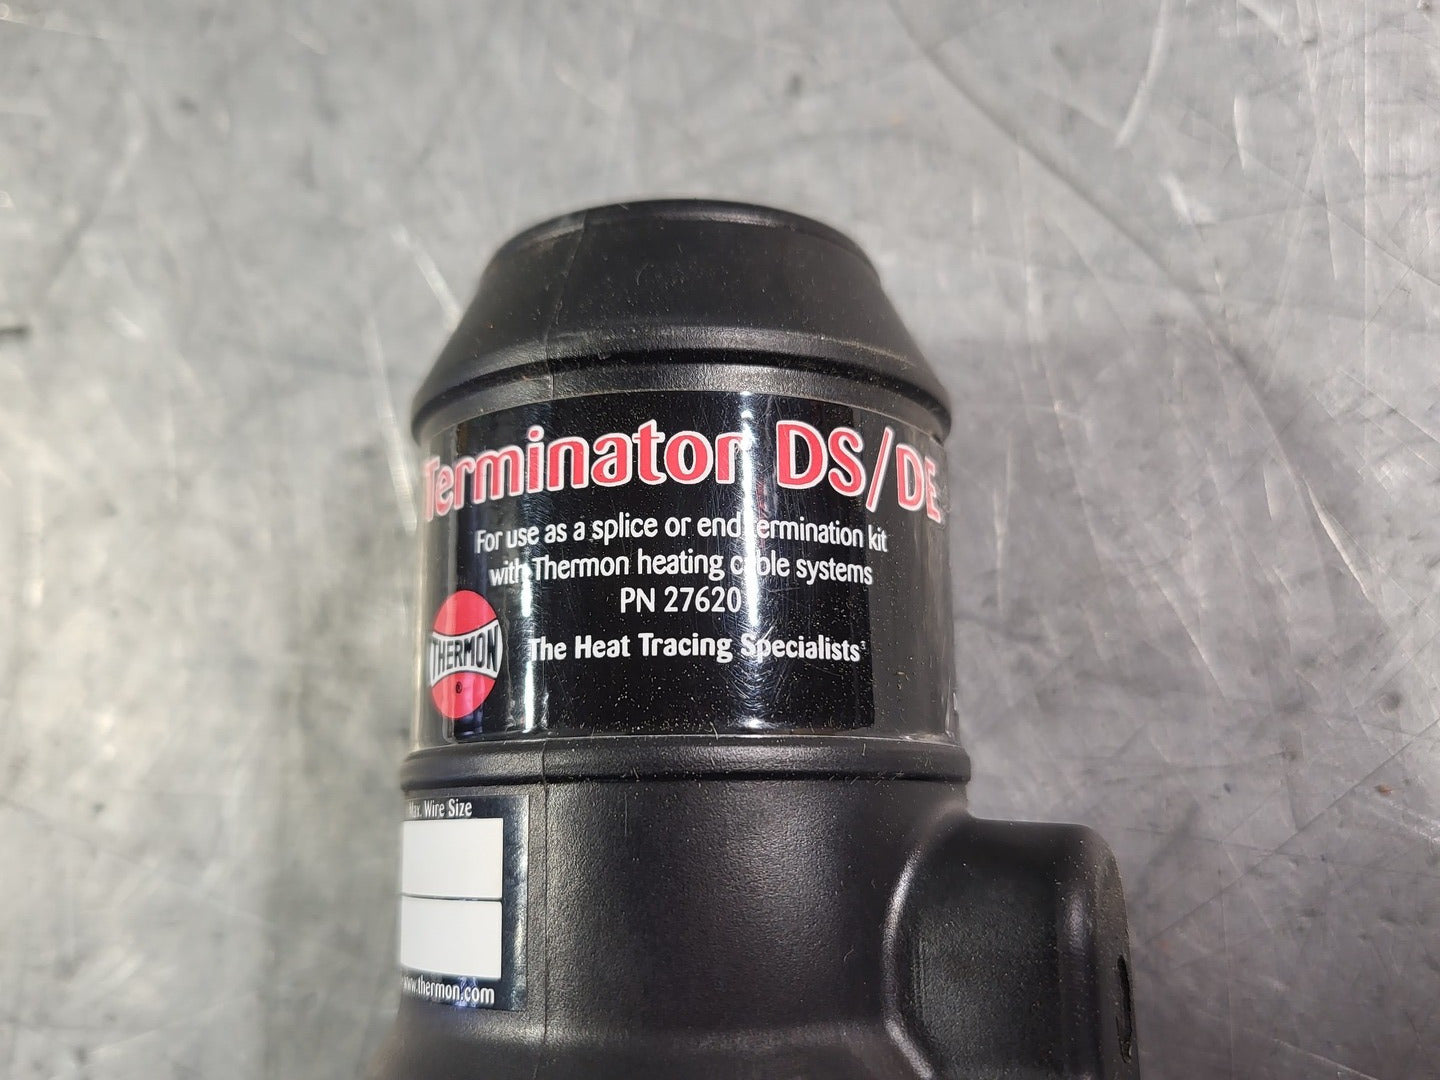 Terminator DS/DE
For use as a splice or end termination kit
with Thermon heating cable systems
PN 27620
THERMON
®
The Heat Tracing Specialists
Max. Wire Size
www.thermon.com